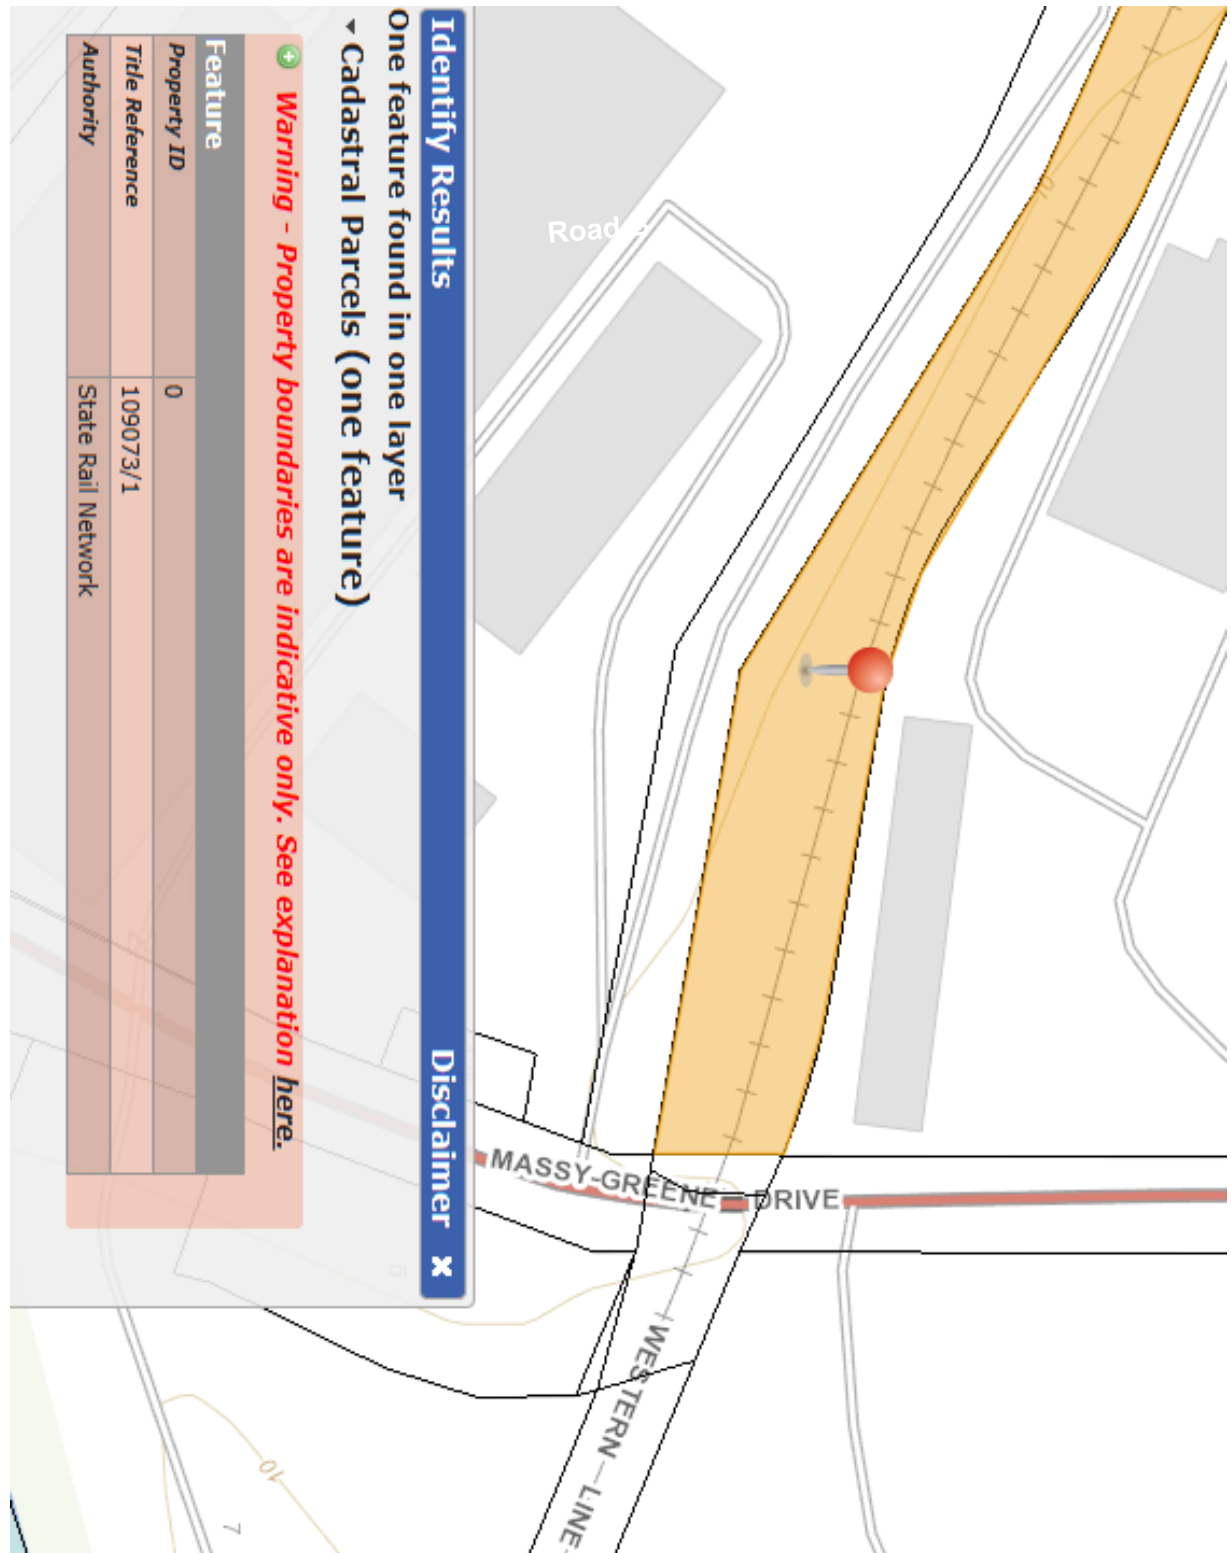 Identify Results Disclaimer ×
One feature found in one layer
Cadastral Parcels (one feature)
Warning - Property boundaries are indicative only. See explanation here.
Feature
Property ID 0
Title Reference 109073/1
Authority State Rail Network
Road
MASSY-GREENE DRIVE
WESTERN LINE
10
7
5